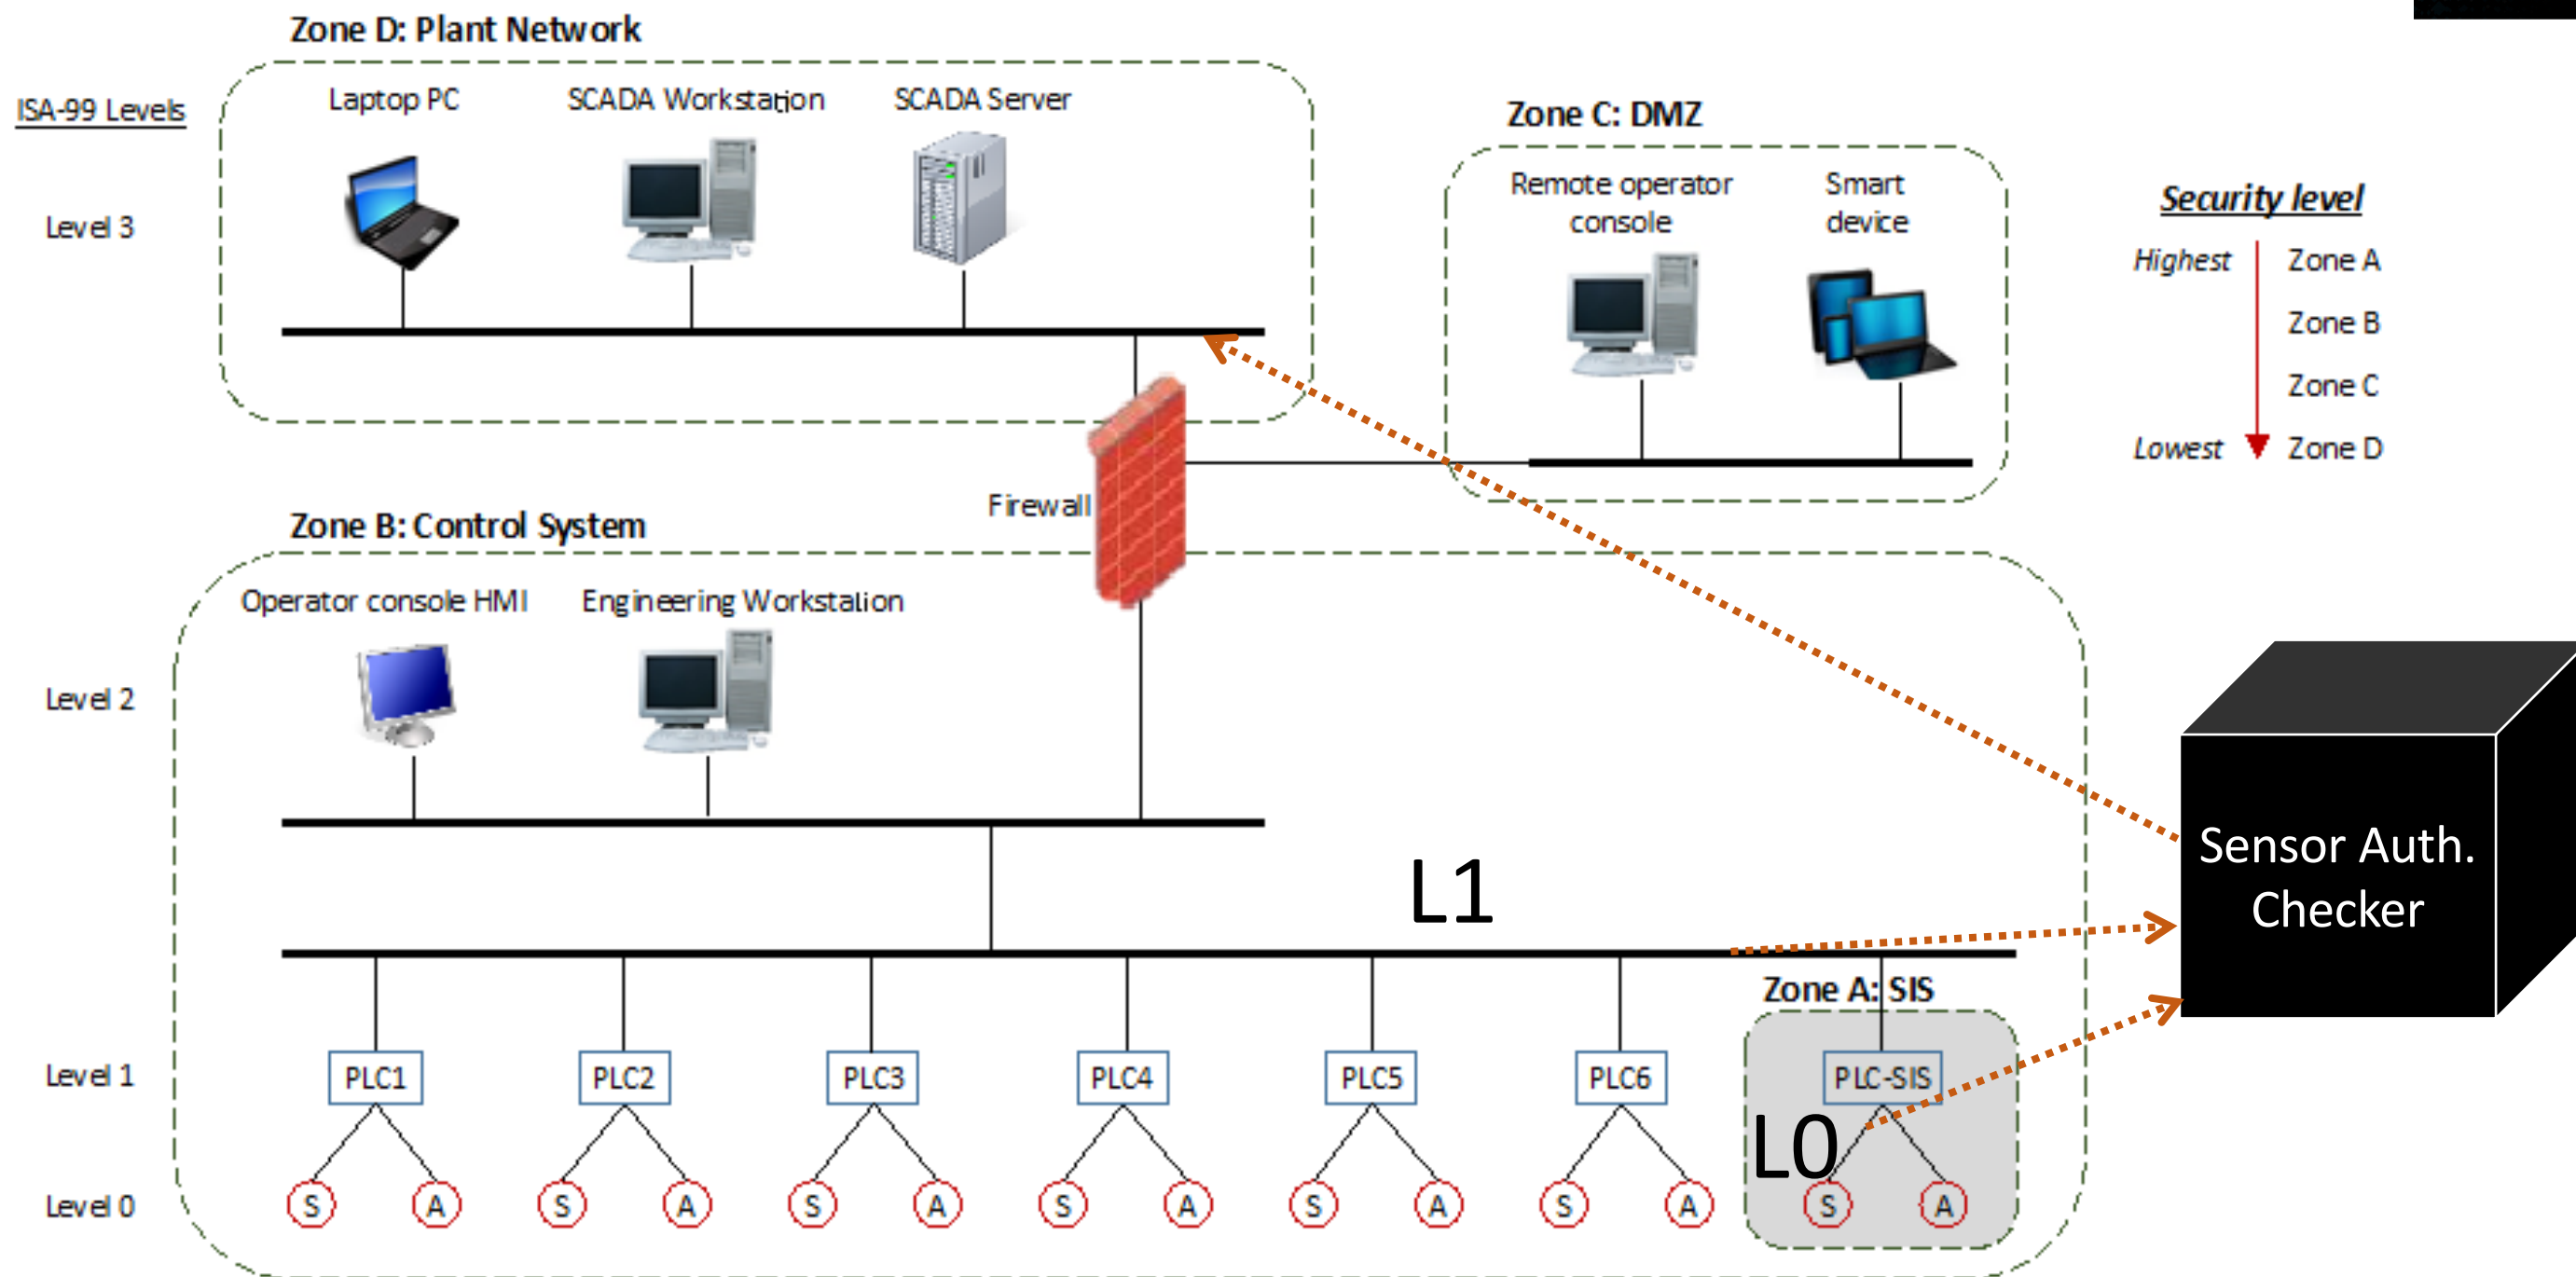 Zone D: Plant Network
ISA-99 Levels
Laptop PC
SCADA Workstation
SCADA Server
Level 3
Zone C: DMZ
Remote operator
console
Smart
device
Security level
Highest
Zone A
Zone B
Zone C
Lowest
Zone D
Firewall
Zone B: Control System
Operator console HMI
Engineering Workstation
Level 2
L1
Sensor Auth.
Checker
Zone A: SIS
Level 1
PLC1
PLC2
PLC3
PLC4
PLC5
PLC6
PLC-SIS
L0
Level 0
S
A
S
A
S
A
S
A
S
A
S
A
S
A